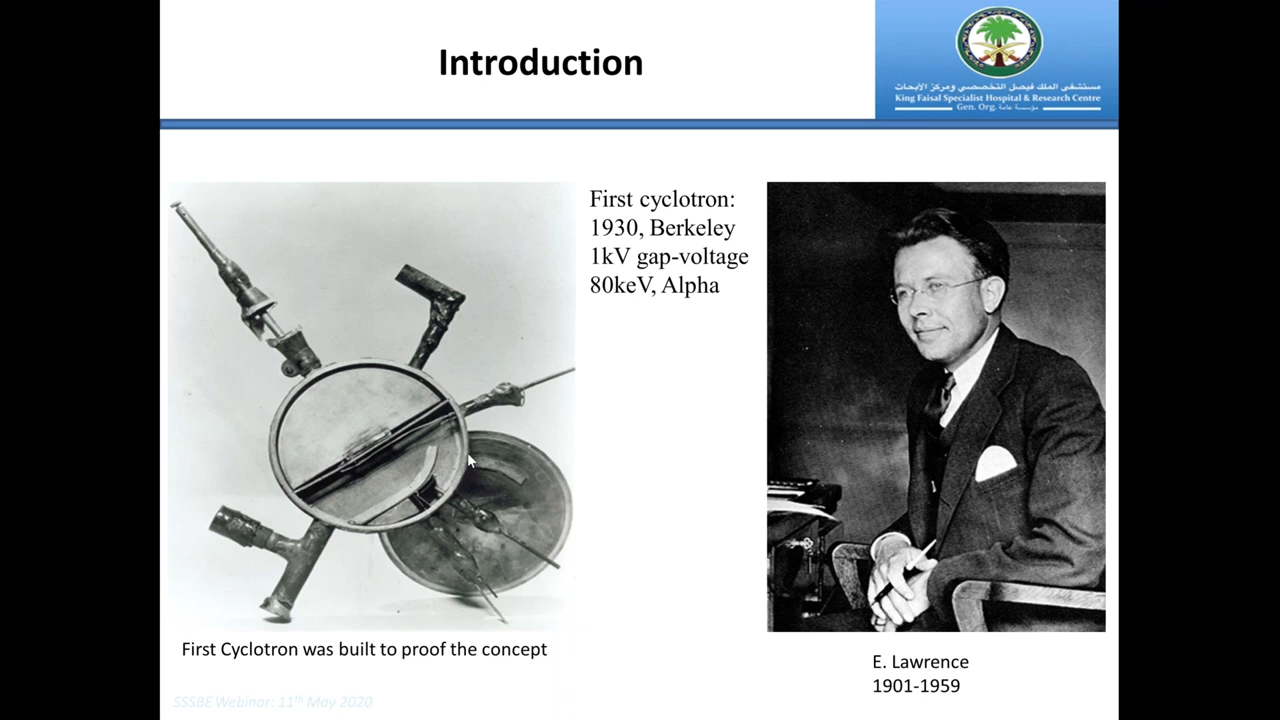 Introduction
مستشفى الملك فيصل التخصصي ومركز الأبحاث
King Faisal Specialist Hospital & Research Centre
Gen. Org. مؤسسة عامة
First cyclotron:
1930, Berkeley
1kV gap-voltage
80keV, Alpha
First Cyclotron was built to proof the concept
E. Lawrence
1901-1959
SSSBE Webinar: 11th May 2020